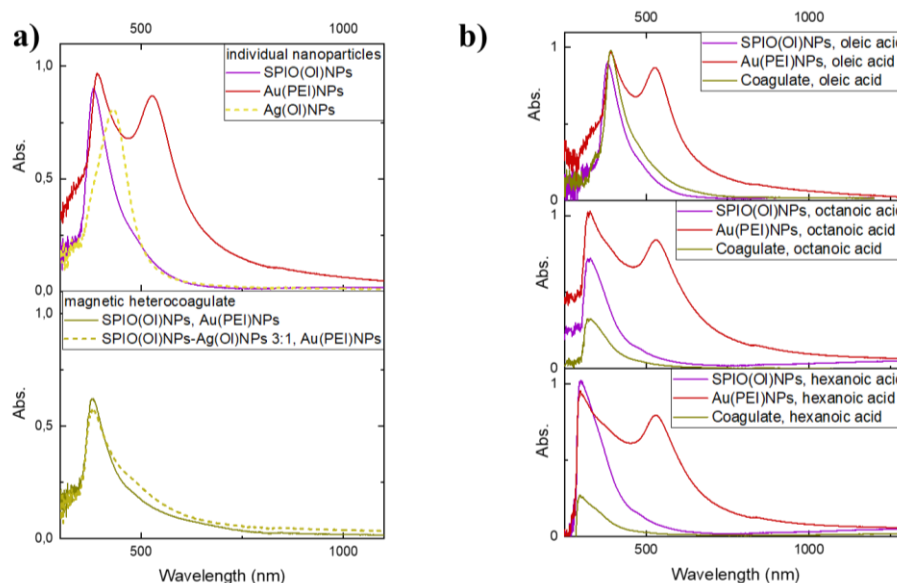 a)
500
1000
individual nanoparticles
SPIO(Ol)NPs
Au(PEI)NPs
Ag(Ol)NPs
1,0
0,5
0,0
Abs.
magnetic heterocoagulate
SPIO(Ol)NPs, Au(PEI)NPs
SPIO(Ol)NPs-Ag(Ol)NPs 3:1, Au(PEI)NPs
0,5
0,0
Abs.
500
1000
Wavelength (nm)
b)
500
1000
SPIO(Ol)NPs, oleic acid
Au(PEI)NPs, oleic acid
Coagulate, oleic acid
1
0
Abs.
SPIO(Ol)NPs, octanoic acid
Au(PEI)NPs, octanoic acid
Coagulate, octanoic acid
1
0
Abs.
SPIO(Ol)NPs, hexanoic acid
Au(PEI)NPs, hexanoic acid
Coagulate, hexanoic acid
1
0
Abs.
500
1000
Wavelength (nm)